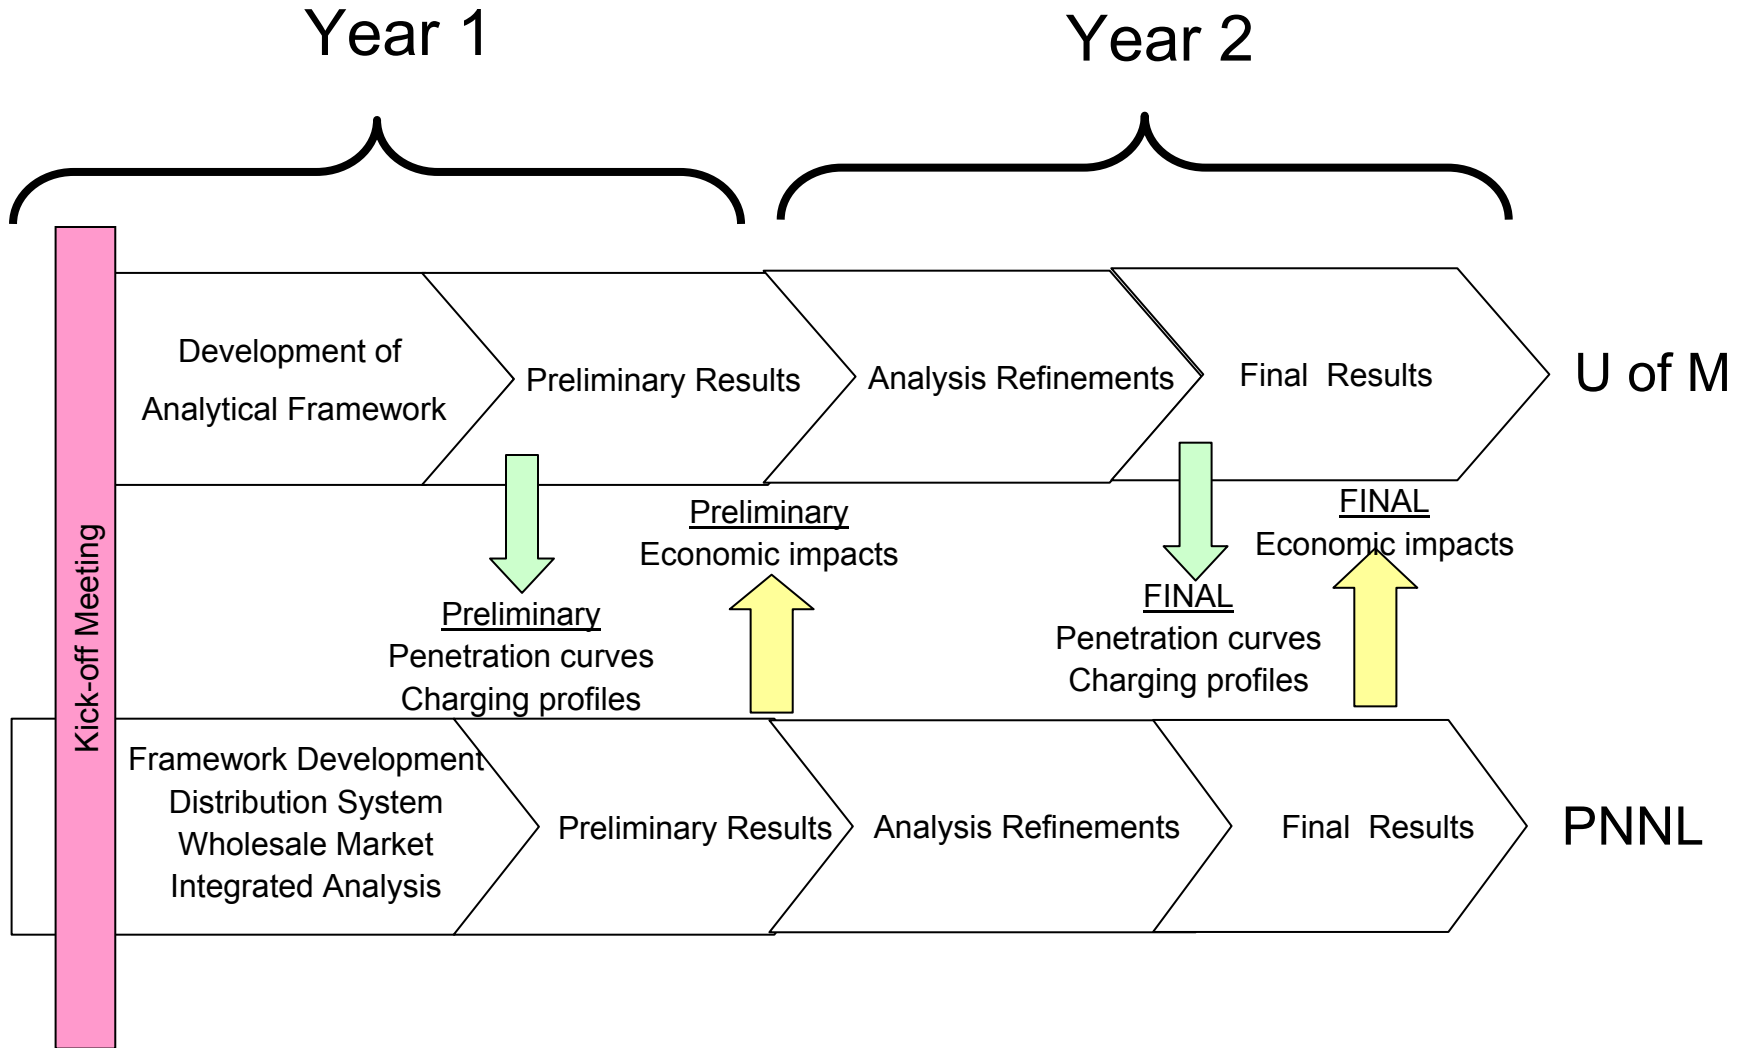 Year 1
Year 2
Kick-off Meeting
Development of
Analytical Framework
Preliminary Results
Analysis Refinements
Final Results
U of M
Preliminary
Penetration curves
Charging profiles
Preliminary
Economic impacts
FINAL
Penetration curves
Charging profiles
FINAL
Economic impacts
Framework Development
Distribution System
Wholesale Market
Integrated Analysis
Preliminary Results
Analysis Refinements
Final Results
PNNL